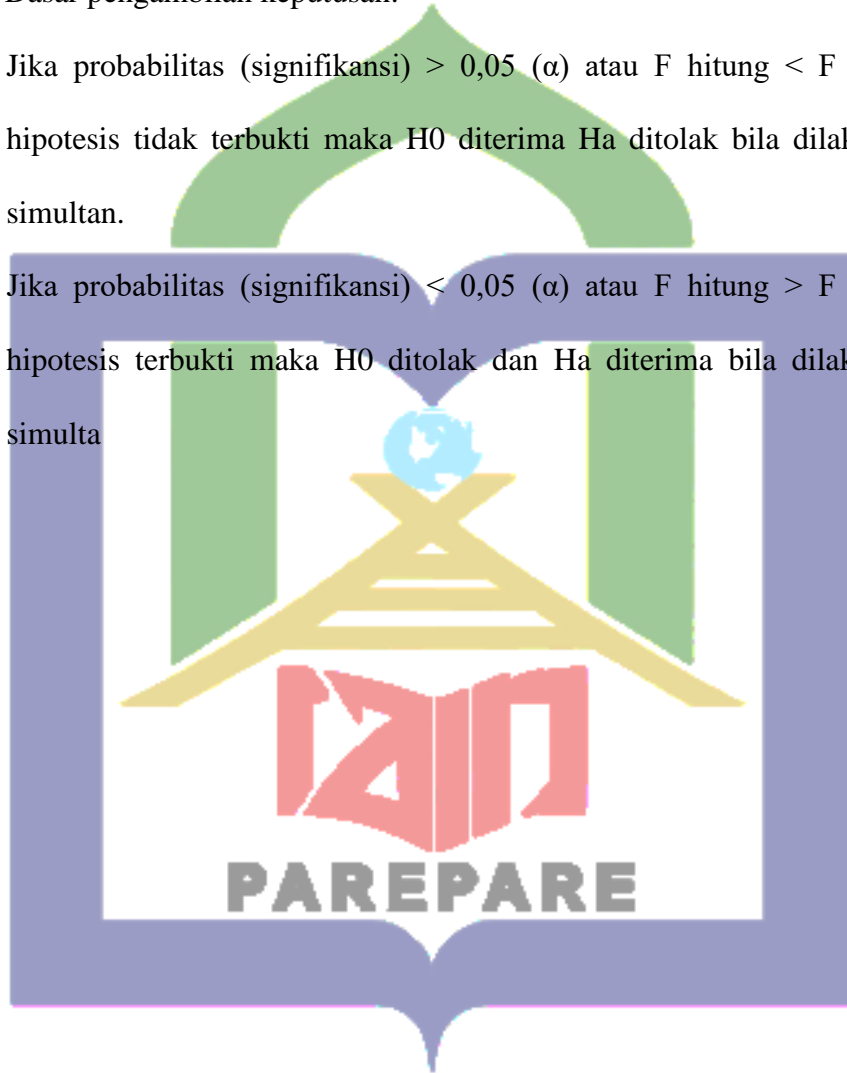 Dasar pengambilan keputusan:
Jika probabilitas (signifikansi) > 0,05 (α) atau F hitung < F
hipotesis tidak terbukti maka H0 diterima Ha ditolak bila
simultan.
Jika probabilitas (signifikansi) < 0,05 (α) atau F hitung > F
hipotesis terbukti maka H0 ditolak dan Ha diterima bila
simulta
iain
PAREPARE